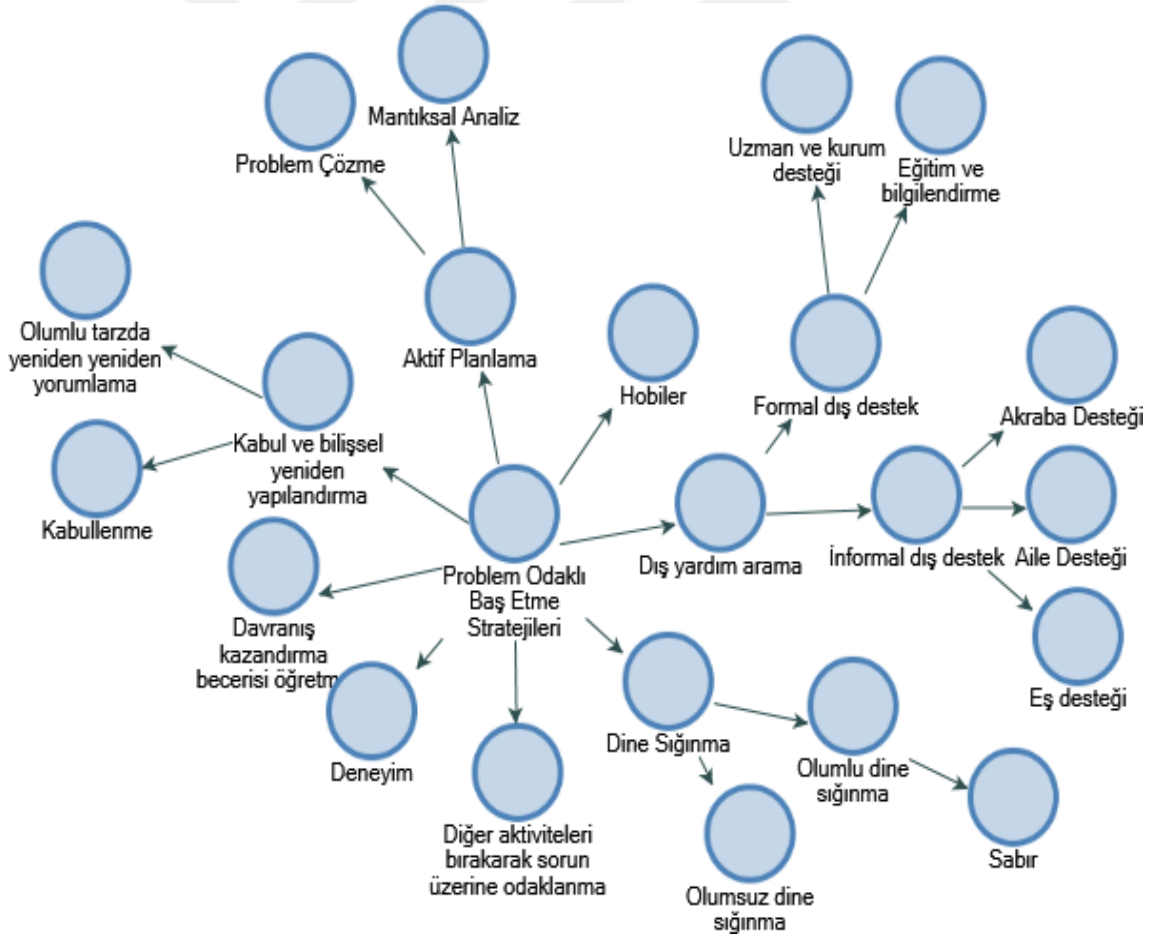 Mantıksal Analiz
Problem Çözme
Uzman ve kurum
desteği
Eğitim ve
bilgilendirme
Olumlu tarzda
yeniden yeniden
yorumlama
Aktif Planlama
Hobiler
Formal dış destek
Akraba Desteği
Kabul ve bilişsel
yeniden
yapılandırma
Kabullenme
Problem Odaklı
Baş Etme
Stratejileri
Dış yardım arama
İnformal dış destek
Aile Desteği
Davranış
kazandırma
becerisi öğretm
Eş desteği
Deneyim
Dine Sığınma
Olumlu dine
sığınma
Diğer aktiviteleri
bırakarak sorun
üzerine odaklanma
Sabır
Olumsuz dine
sığınma